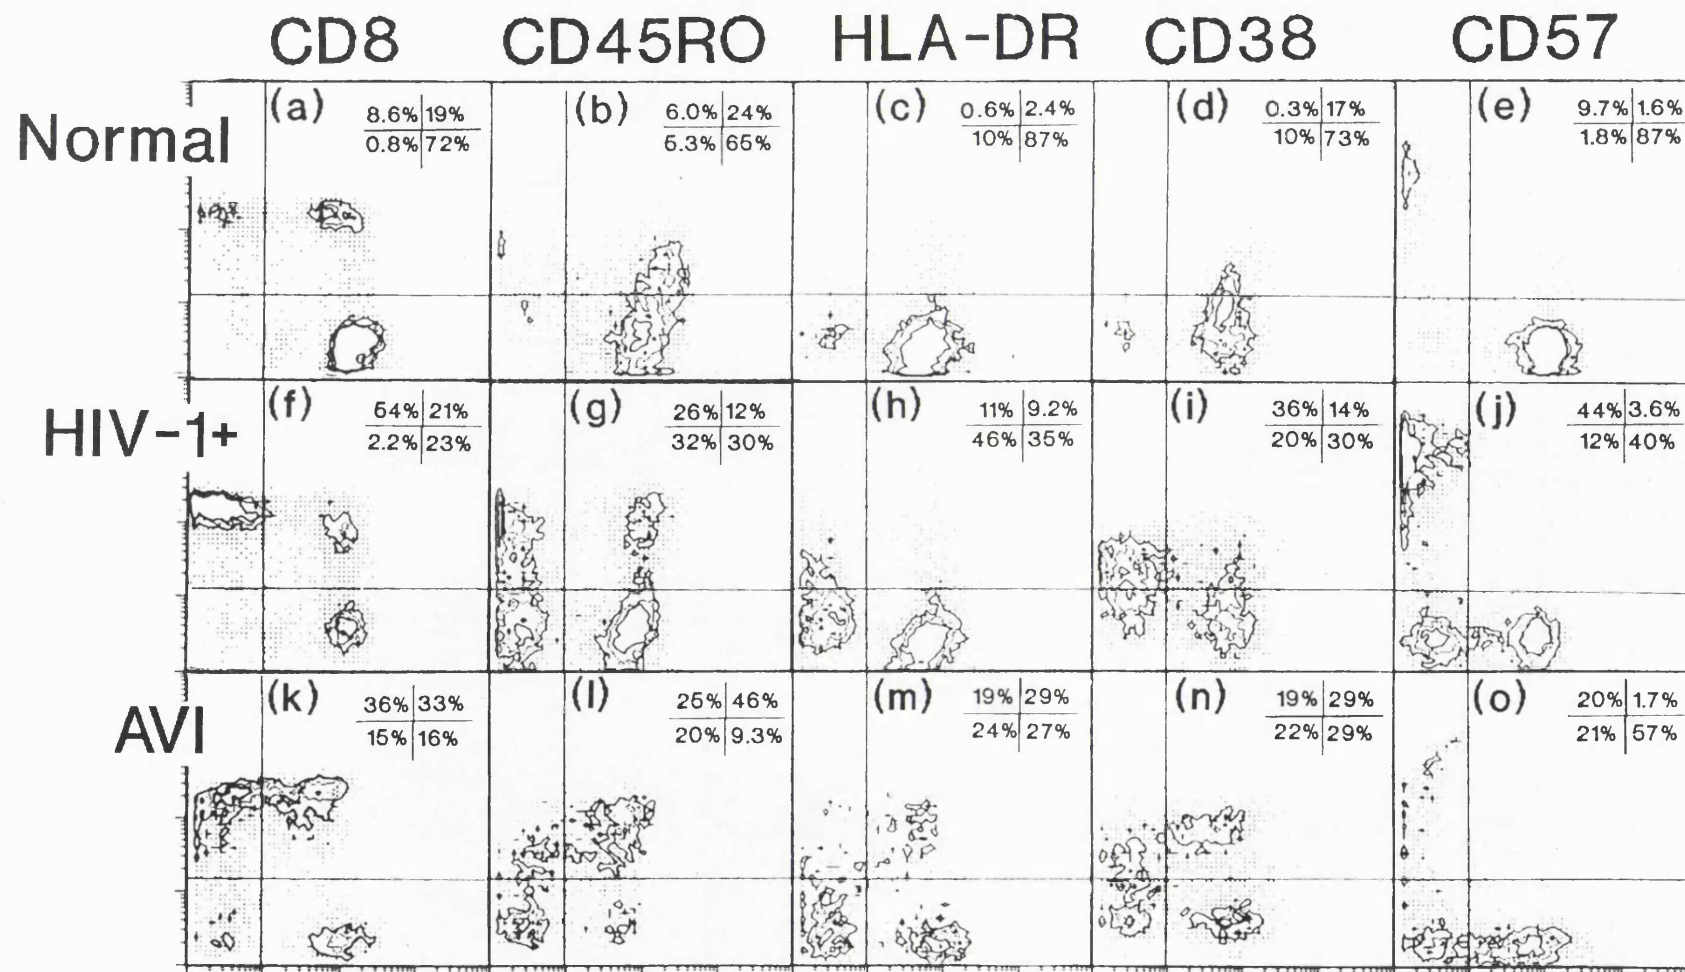 CD8 CD45RO HLA-DR CD38 CD57
Normal
(a) 8.6% 19%
0.8% 72%
(b) 6.0% 24%
5.3% 65%
(c) 0.6% 2.4%
10% 87%
(d) 0.3% 17%
10% 73%
(e) 9.7% 1.6%
1.8% 87%
HIV-1+
(f) 54% 21%
2.2% 23%
(g) 26% 12%
32% 30%
(h) 11% 9.2%
46% 35%
(i) 36% 14%
20% 30%
(j) 44% 3.6%
12% 40%
AVI
(k) 36% 33%
15% 16%
(l) 25% 46%
20% 9.3%
(m) 19% 29%
24% 27%
(n) 19% 29%
22% 29%
(o) 20% 1.7%
21% 57%